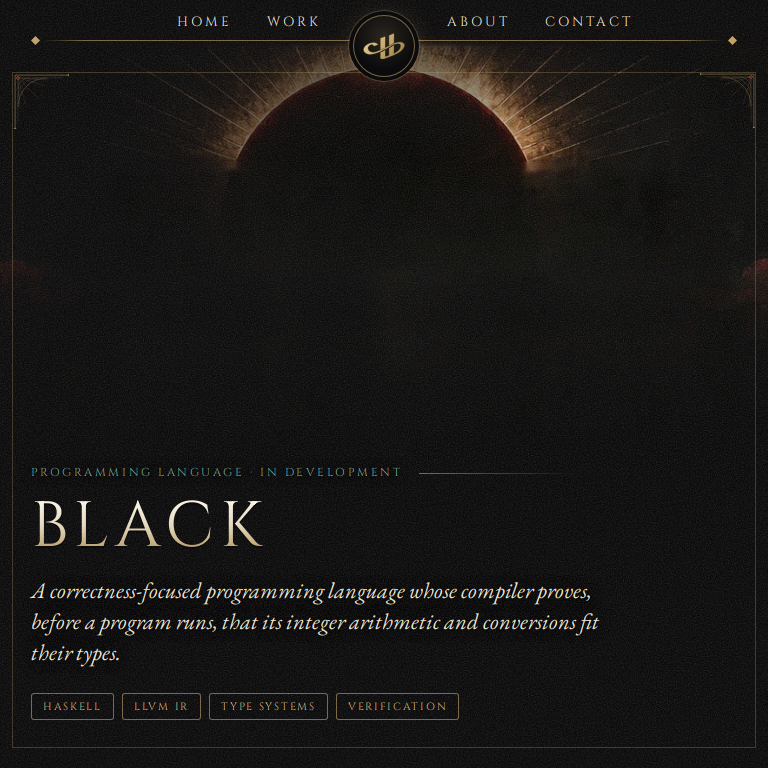 HOME WORK ABOUT CONTACT
PROGRAMMING LANGUAGE · IN DEVELOPMENT
BLACK
A correctness-focused programming language whose compiler proves,
before a program runs, that its integer arithmetic and conversions fit
their types.
HASKELL LLVM IR TYPE SYSTEMS VERIFICATION